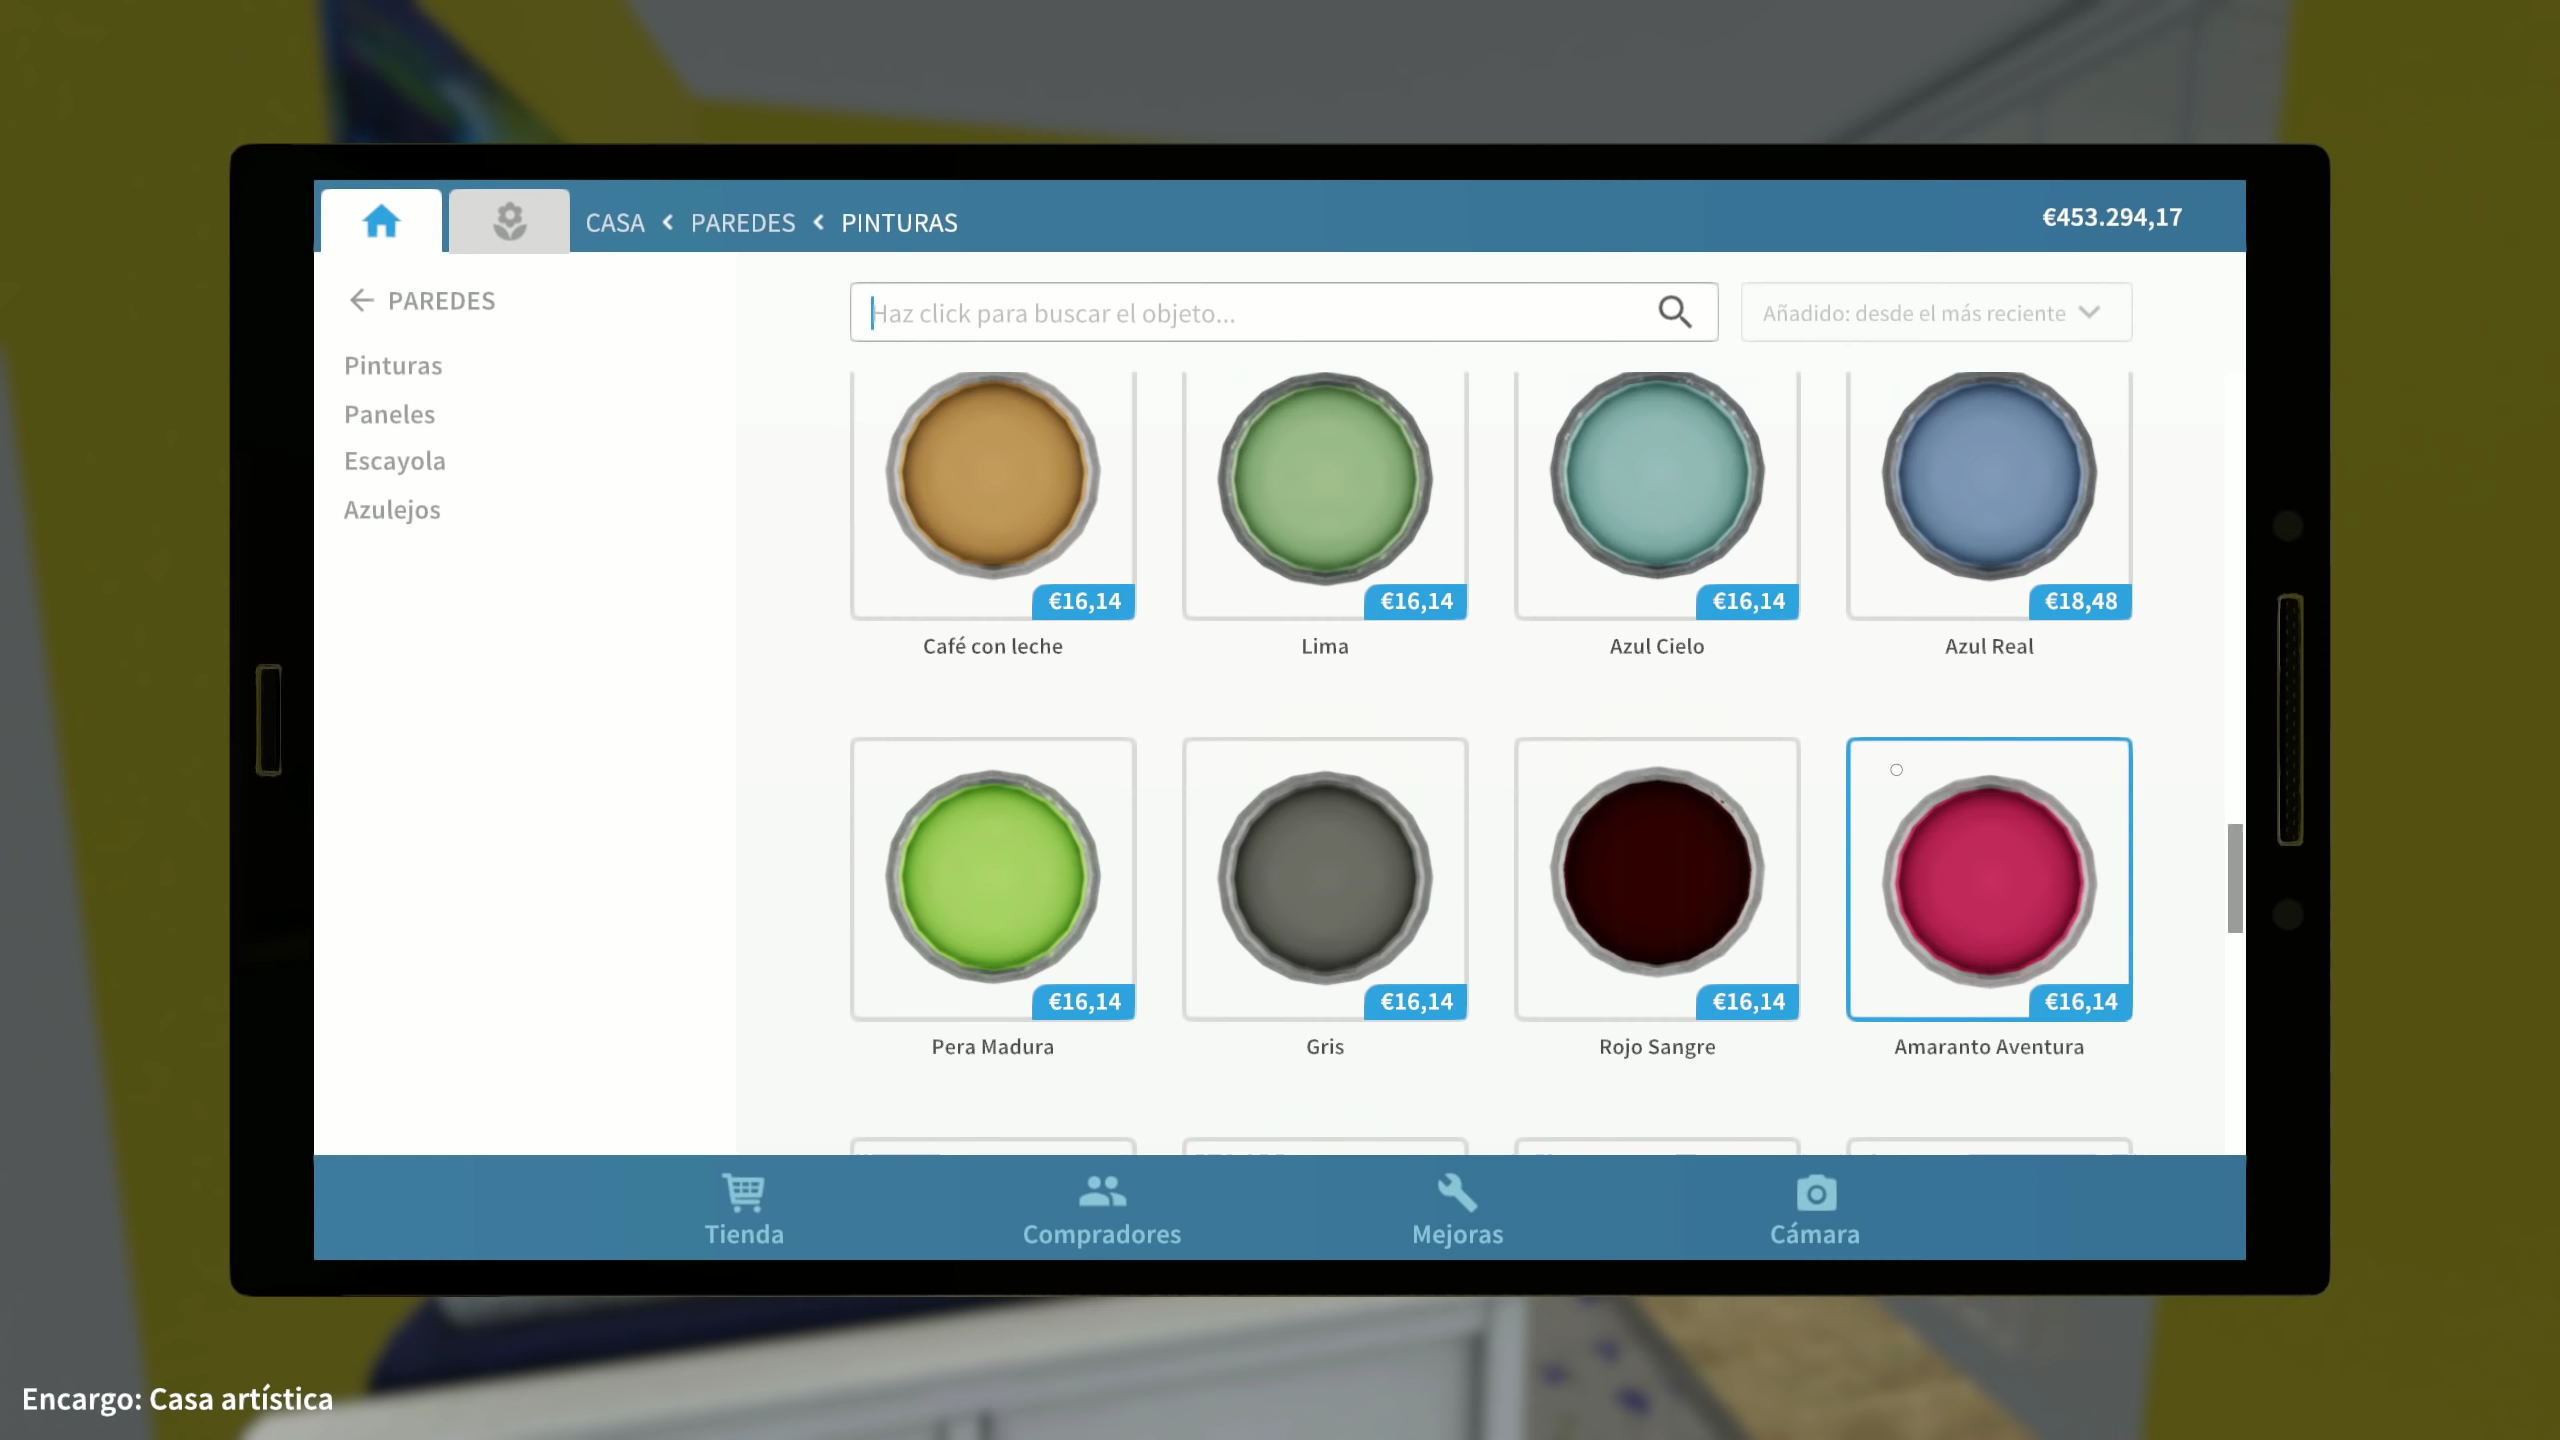 CASA < PAREDES < PINTURAS
€453.294,17
PAREDES
Haz click para buscar el objeto...
Añadido: desde el más reciente
Pinturas
Paneles
Escayola
Azulejos
€16,14 €16,14 €16,14 €18,48
Café con leche Lima Azul Cielo Azul Real
€16,14 €16,14 €16,14 €16,14
Pera Madura Gris Rojo Sangre Amaranto Aventura
Tienda Compradores Mejoras Cámara
Encargo: Casa artística